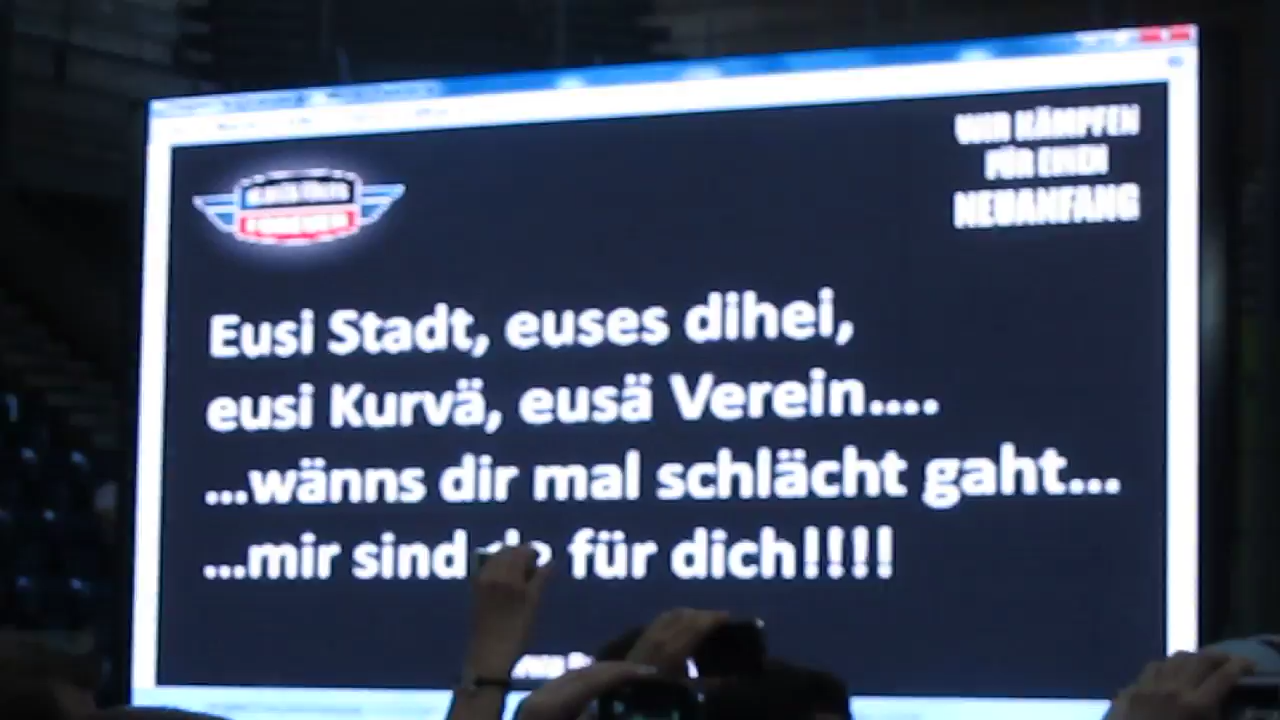 WIR KÄMPFEN
FÜR EINEN
NEUANFANG
Eusi Stadt, euses dihei,
eusi Kurvä, eusä Verein....
...wänns dir mal schlächt gaht...
...mir sind für dich!!!!